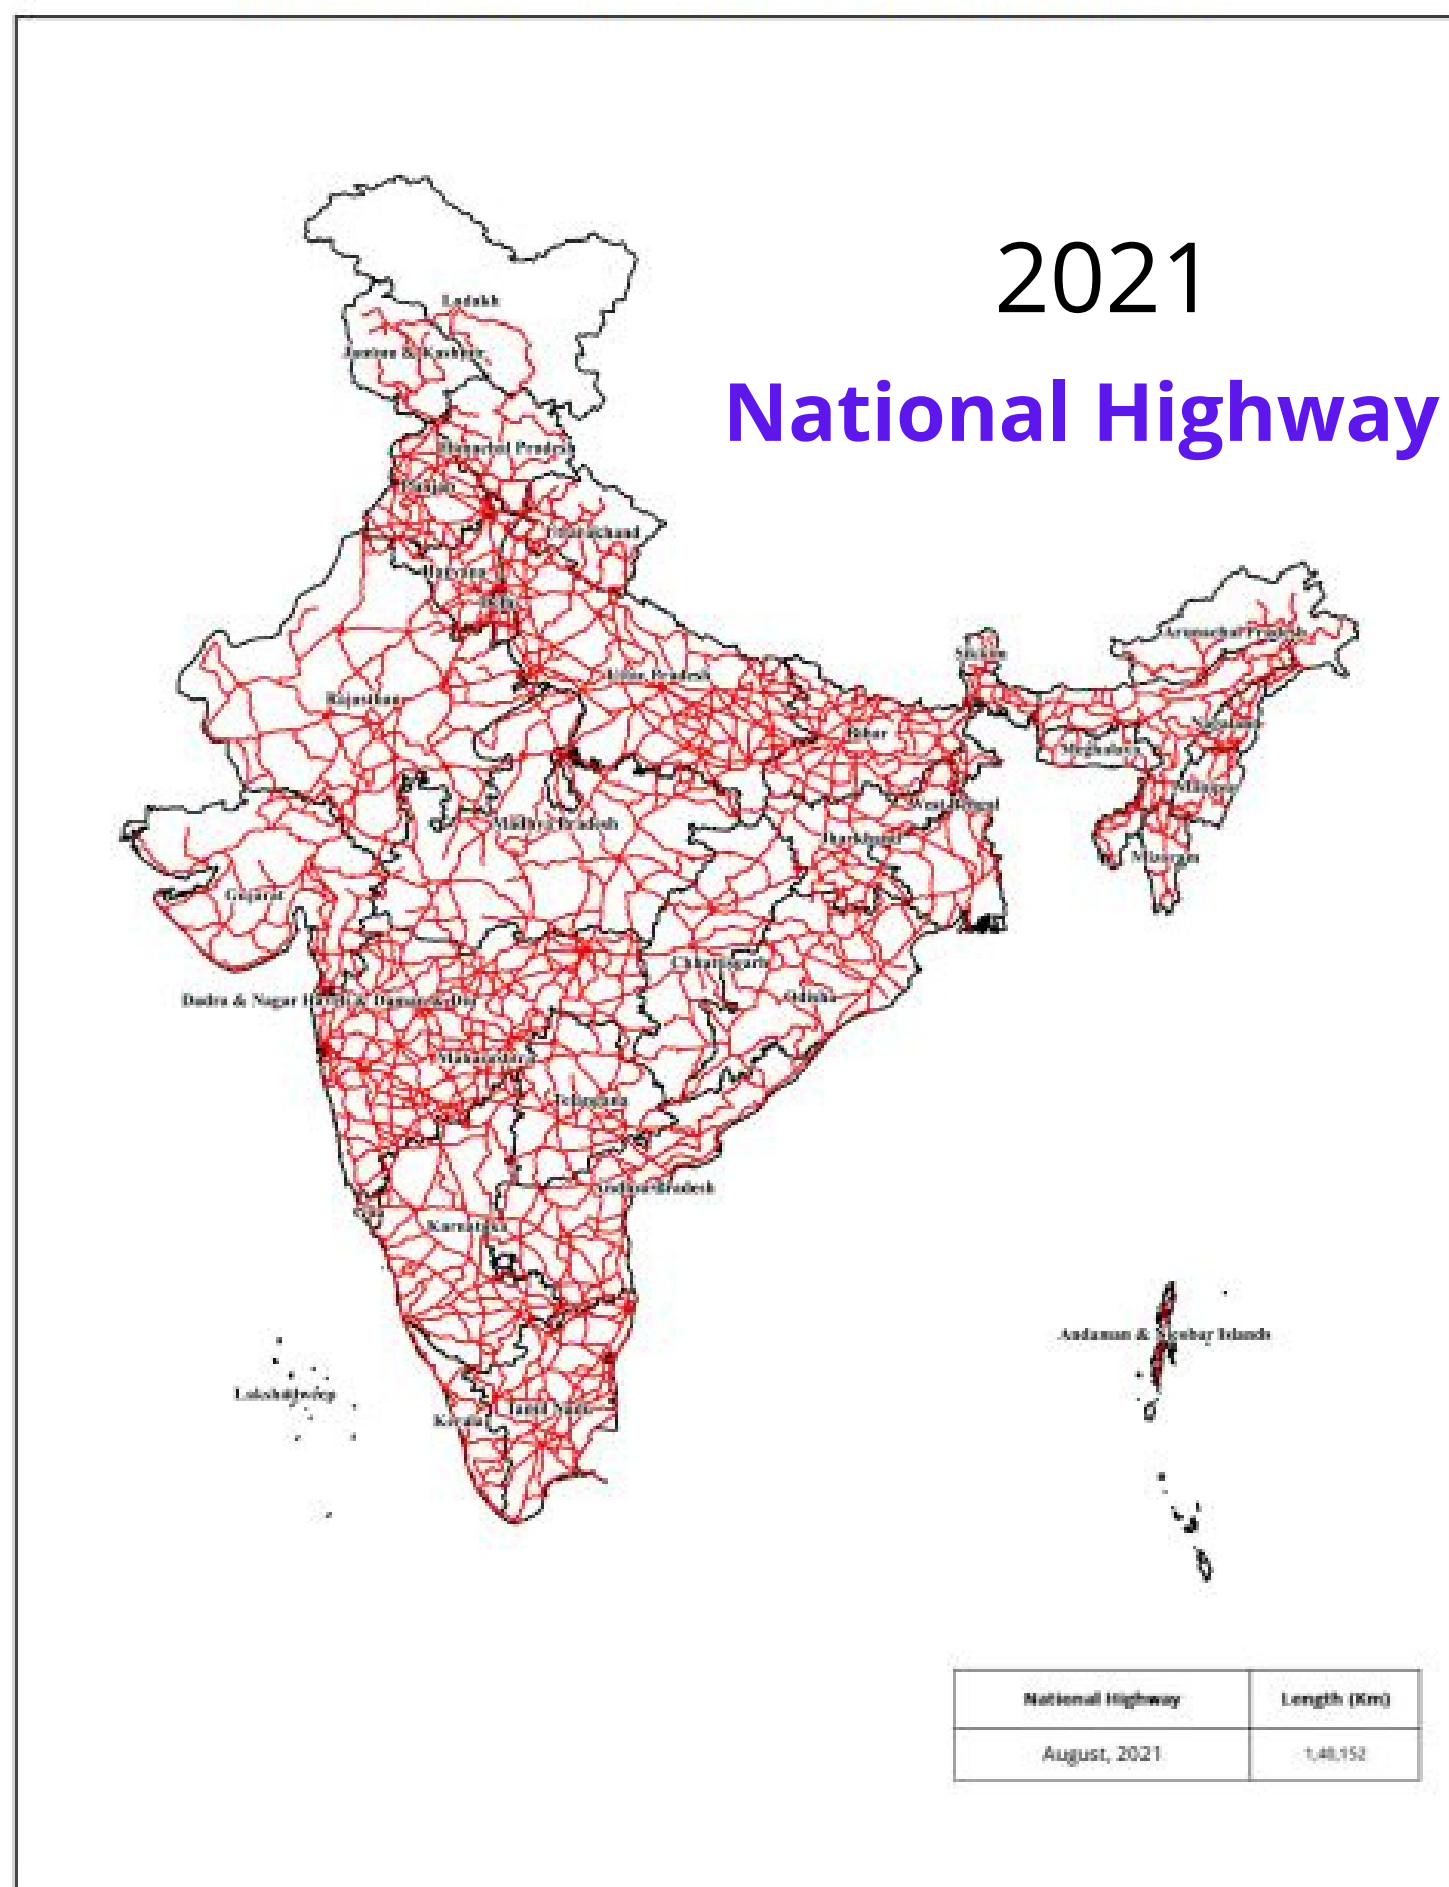 2021
National Highway
Ladakh
Jammu & Kashmir
Himachal Pradesh
Punjab
Uttarakhand
Haryana
Delhi
Arunachal Pradesh
Sikkim
Uttar Pradesh
Rajasthan
Nagaland
Bihar
Meghalaya
Manipur
West Bengal
Madhya Pradesh
Jharkhand
Mizoram
Gujarat
Chhattisgarh
Odisha
Dadra & Nagar Haveli & Daman & Diu
Maharashtra
Telangana
Andhra Pradesh
Goa
Karnataka
Andaman & Nicobar Islands
Lakshadweep
Kerala
Tamil Nadu
National Highway Length (Km)
August, 2021 1,40,152